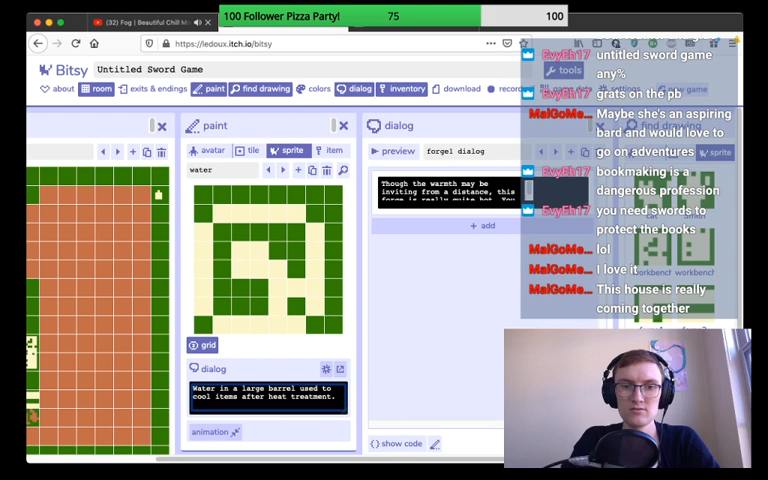 100 Follower Pizza Party!
75
100
(32) Fog | Beautiful Chill M
https://ledoux.itch.io/bitsy
Bitsy
Untitled Sword Game
tools
about
room
exits & endings
paint
find drawing
colors
dialog
inventory
download
settings
paint
dialog
find drawing
avatar
tile
sprite
item
preview
forge1 dialog
sprite
water
Though the warmth may be
inviting from a distance, this
forge is really quite hot. You
+ add
cat
workbench
workbench
grid
dialog
Water in a large barrel used to
cool items after heat treatment.
animation
show code
EvyEh17 untitled sword game
any%
EvyEh17 grats on the pb
MalGoMe... Maybe she's an aspiring
bard and would love to
go on adventures
EvyEh17 bookmaking is a
dangerous profession
EvyEh17 you need swords to
protect the books
MalGoMe... lol
MalGoMe... I love it
MalGoMe... This house is really
coming together